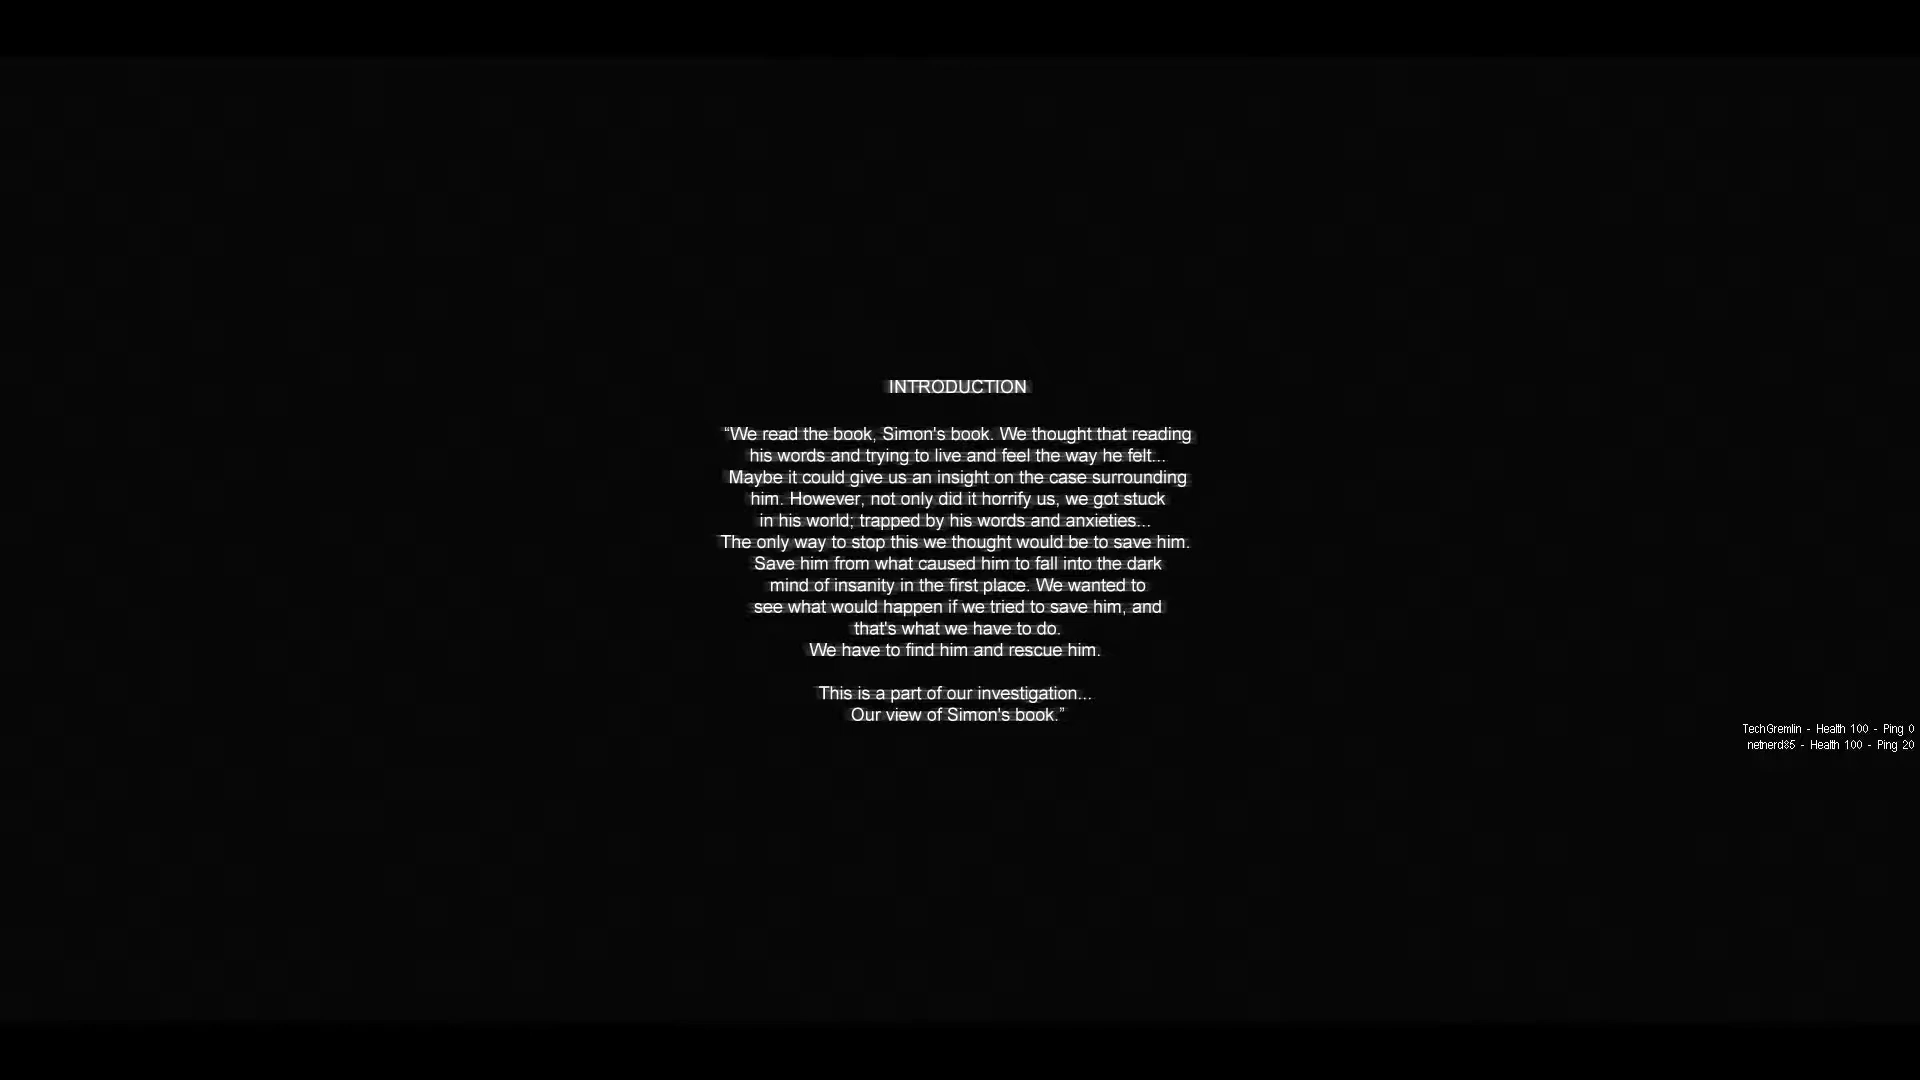 INTRODUCTION
“We read the book, Simon's book. We thought that reading
his words and trying to live and feel the way he felt...
Maybe it could give us an insight on the case surrounding
him. However, not only did it horrify us, we got stuck
in his world; trapped by his words and anxieties...
The only way to stop this we thought would be to save him.
Save him from what caused him to fall into the dark
mind of insanity in the first place. We wanted to
see what would happen if we tried to save him, and
that's what we have to do.
We have to find him and rescue him.
This is a part of our investigation...
Our view of Simon's book.”
TechGremlin - Health 100 - Ping 0
netnerd85 - Health 100 - Ping 20